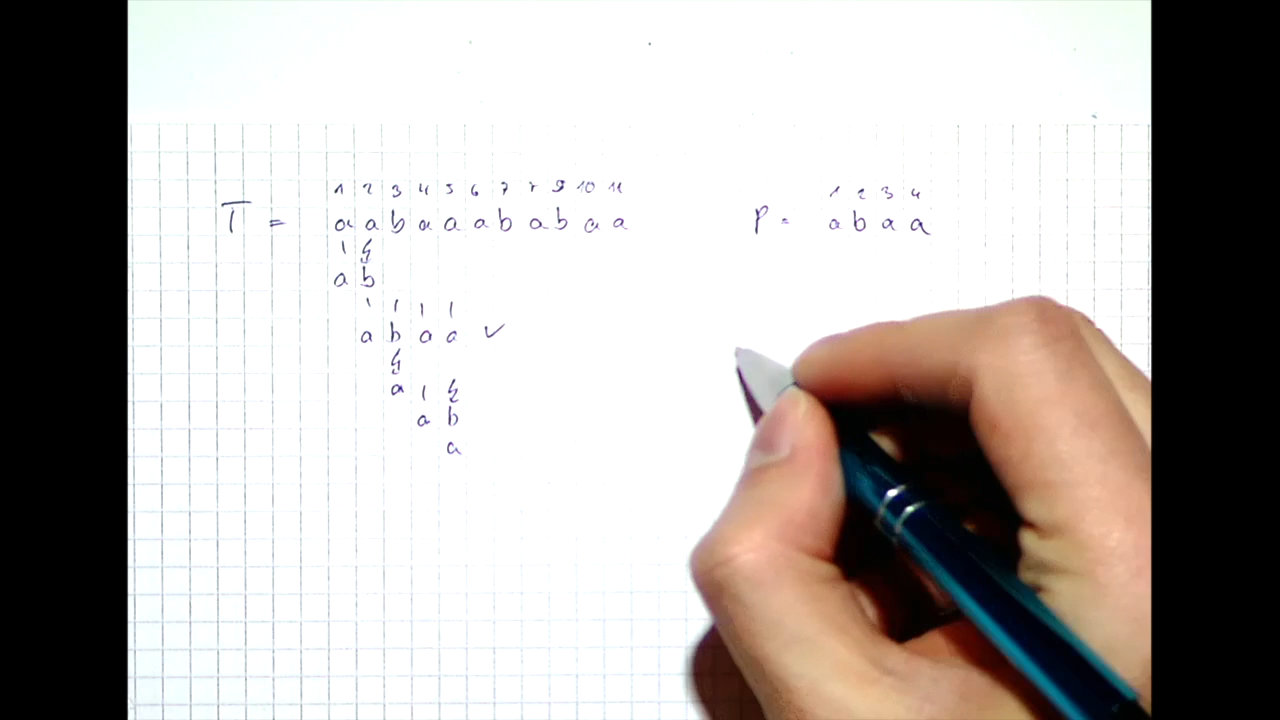 1 2 3 4 5 6 7 8 9 10 11 1 2 3 4
T = a a b a a a b a b a a P = a b a a
a b
a b a a ✓
a
a b
a